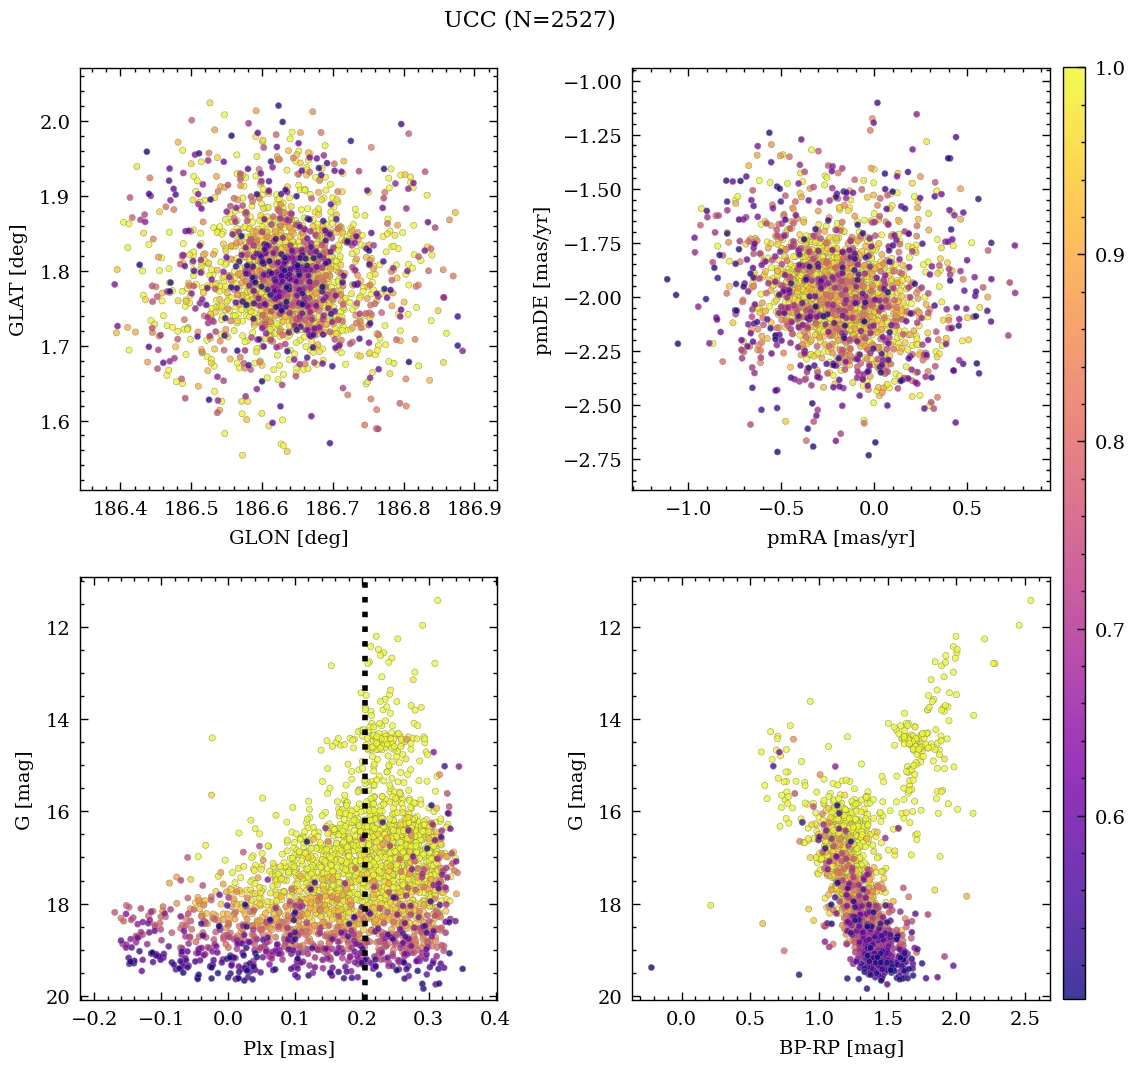 UCC (N=2527)
2.0
1.9
1.8
1.7
1.6
GLAT [deg]
186.4 186.5 186.6 186.7 186.8 186.9
GLON [deg]
−1.00
−1.25
−1.50
−1.75
−2.00
−2.25
−2.50
−2.75
pmDE [mas/yr]
−1.0 −0.5 0.0 0.5
pmRA [mas/yr]
12
14
16
18
20
G [mag]
−0.2 −0.1 0.0 0.1 0.2 0.3 0.4
Plx [mas]
12
14
16
18
20
G [mag]
0.0 0.5 1.0 1.5 2.0 2.5
BP-RP [mag]
1.0
0.9
0.8
0.7
0.6